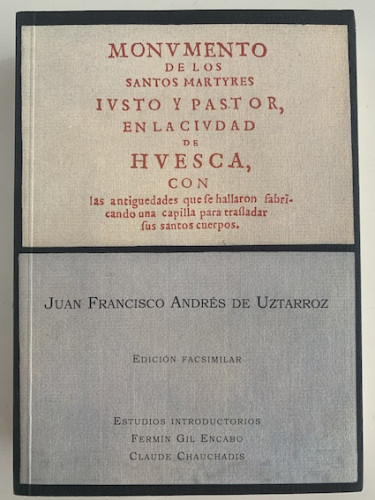 MONVMENTO
DE LOS
SANTOS MARTYRES
IVSTO Y PASTOR,
EN LA CIVDAD
DE
HVESCA,
CON
las antiguedades que ſe hallaron fabri-
cando una capilla para traſladar
ſus santos cuerpos.
JUAN FRANCISCO ANDRÉS DE UZTARROZ
EDICIÓN FACSIMILAR
ESTUDIOS INTRODUCTORIOS
FERMÍN GIL ENCABO
CLAUDE CHAUCHADIS